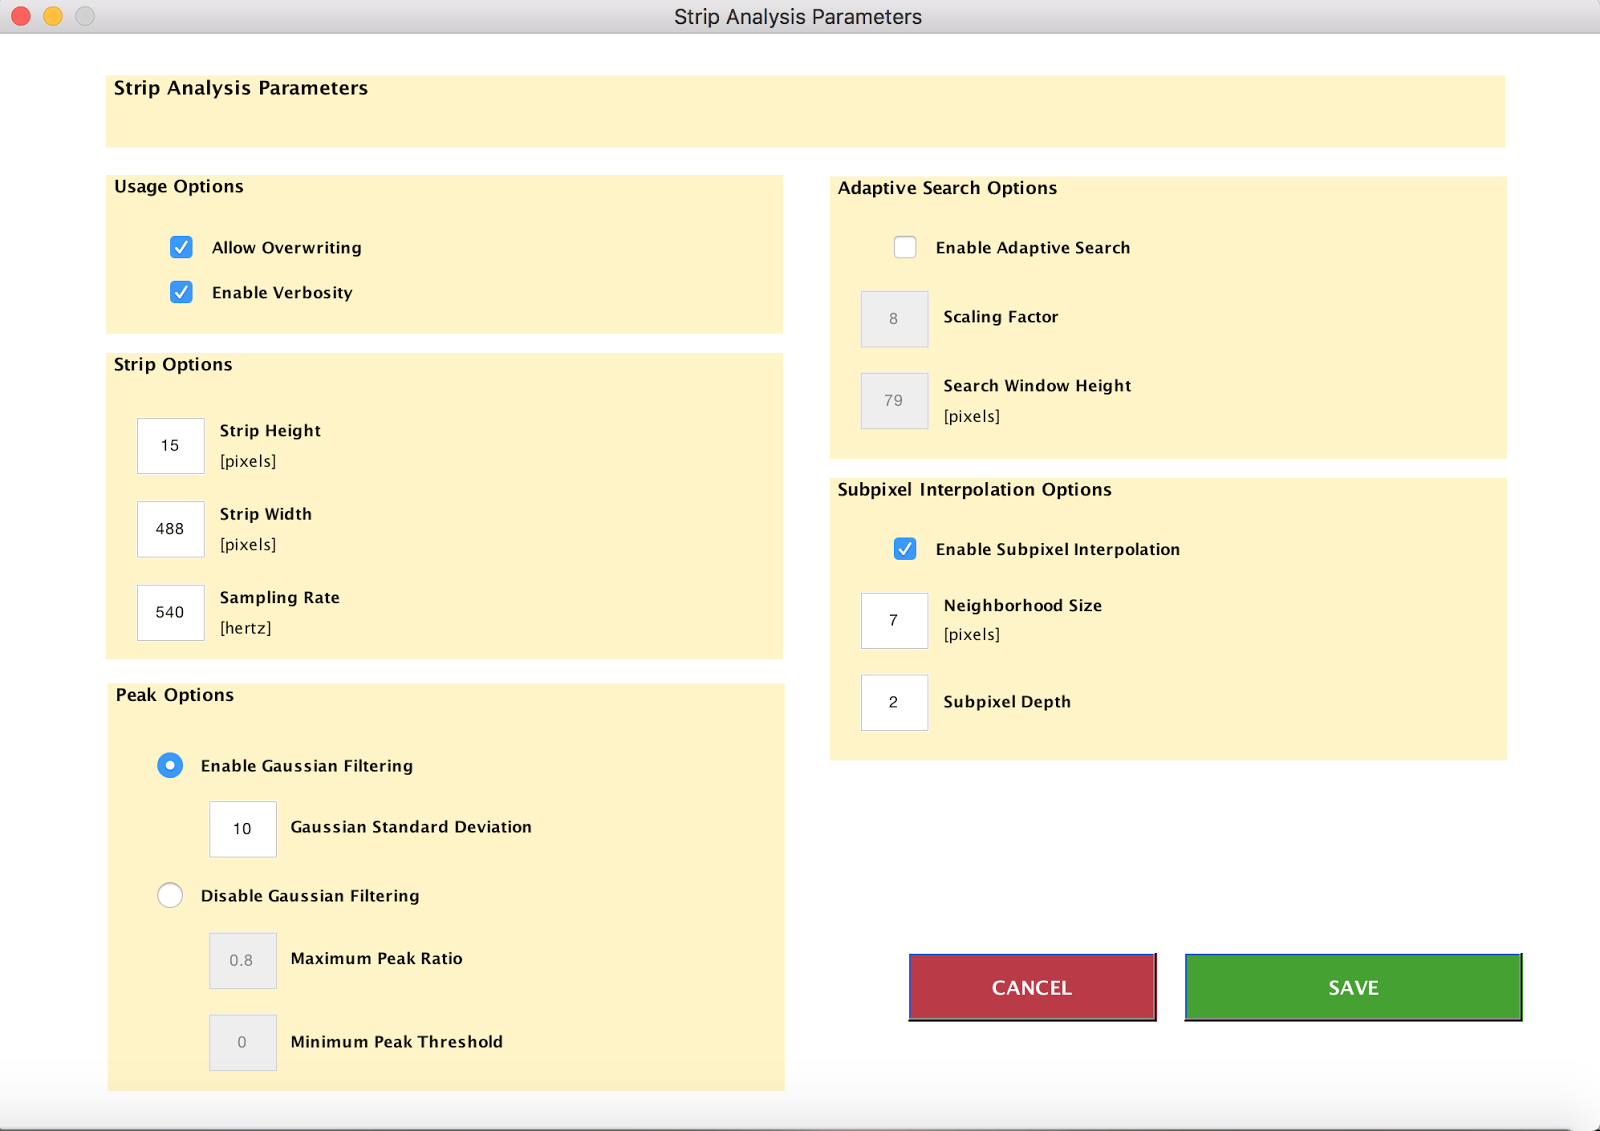 Strip Analysis Parameters
Strip Analysis Parameters
Usage Options
Allow Overwriting
Enable Verbosity
Strip Options
15 Strip Height
[pixels]
488 Strip Width
[pixels]
540 Sampling Rate
[hertz]
Peak Options
Enable Gaussian Filtering
10 Gaussian Standard Deviation
Disable Gaussian Filtering
0.8 Maximum Peak Ratio
0 Minimum Peak Threshold
Adaptive Search Options
Enable Adaptive Search
8 Scaling Factor
79 Search Window Height
[pixels]
Subpixel Interpolation Options
Enable Subpixel Interpolation
7 Neighborhood Size
[pixels]
2 Subpixel Depth
CANCEL SAVE